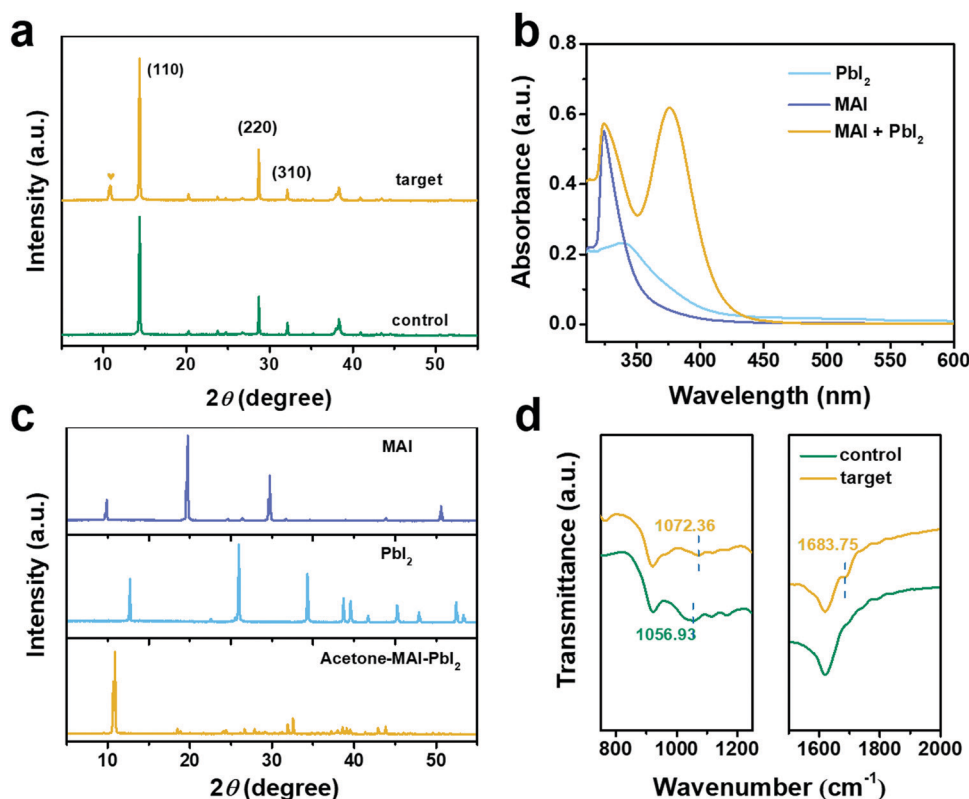 a
Intensity (a.u.)
(110)
(220)
(310)
target
control
10 20 30 40 50
2θ (degree)
b
Absorbance (a.u.)
0.8
0.6
0.4
0.2
0.0
PbI₂
MAI
MAI + PbI₂
350 400 450 500 550 600
Wavelength (nm)
c
Intensity (a.u.)
MAI
PbI₂
Acetone-MAI-PbI₂
10 20 30 40 50
2θ (degree)
d
Transmittance (a.u.)
1072.36
1056.93
control
target
1683.75
800 1000 1200 1600 1800 2000
Wavenumber (cm⁻¹)